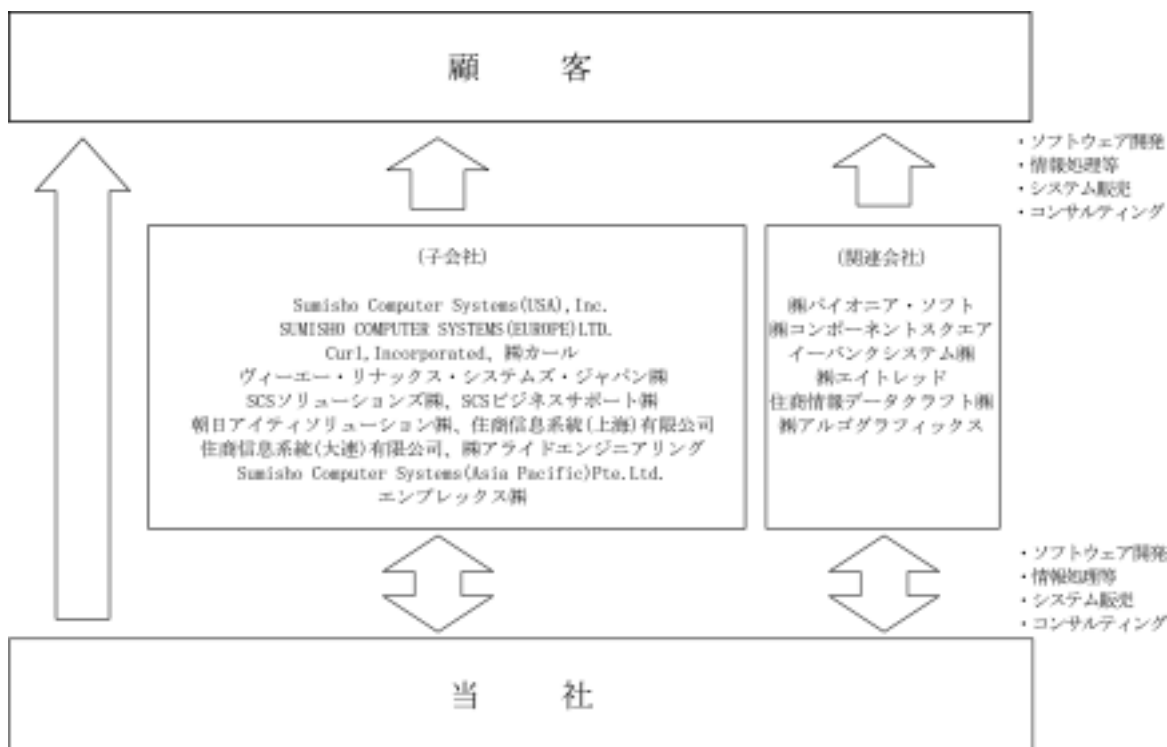 顧 客
・ソフトウェア開発
・情報処理等
・システム販売
・コンサルティング
(子会社)
Sumisho Computer Systems(USA),Inc.
SUMISHO COMPUTER SYSTEMS(EUROPE)LTD.
Curl,Incorporated、㈱カール
ヴィーエー・リナックス・システムズ・ジャパン㈱
SCSソリューションズ㈱、SCSビジネスサポート㈱
朝日アイティソリューション㈱、住商信息系統(上海)有限公司
住商信息系統(大連)有限公司、㈱アライドエンジニアリング
Sumisho Computer Systems(Asia Pacific)Pte.Ltd.
エンプレックス㈱
(関連会社)
㈱パイオニア・ソフト
㈱コンポーネントスクエア
イーバンクシステム㈱
㈱エイトレッド
住商情報データクラフト㈱
㈱アルゴグラフィックス
・ソフトウェア開発
・情報処理等
・システム販売
・コンサルティング
当 社